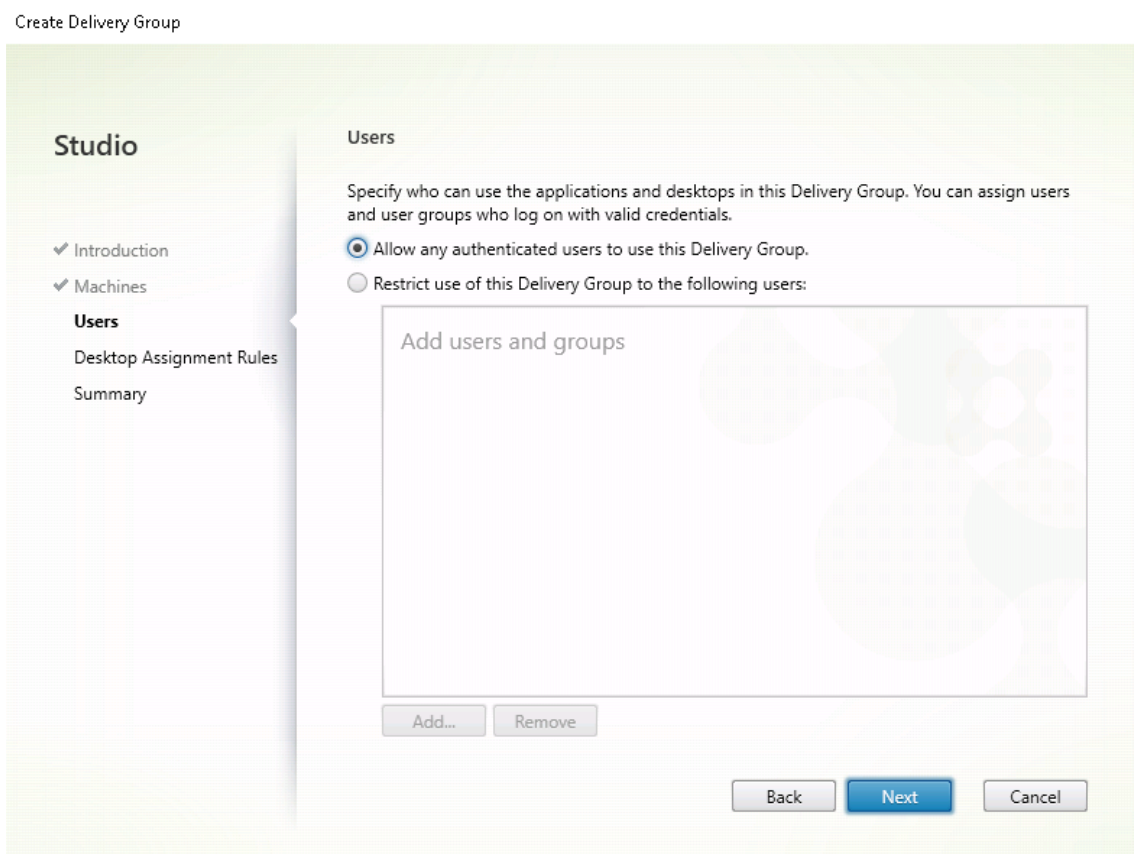 Create Delivery Group
Studio
Introduction
Machines
Users
Desktop Assignment Rules
Summary
Users
Specify who can use the applications and desktops in this Delivery Group. You can assign users
and user groups who log on with valid credentials.
Allow any authenticated users to use this Delivery Group.
Restrict use of this Delivery Group to the following users:
Add users and groups
Add...
Remove
Back
Next
Cancel